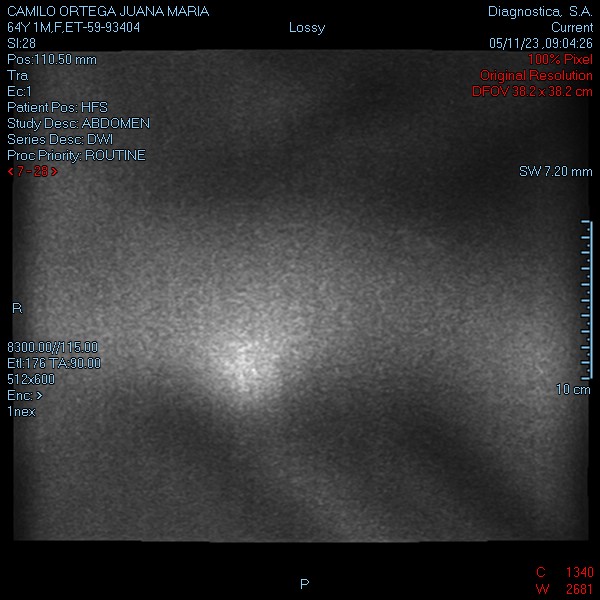 CAMILO ORTEGA JUANA MARIA
64Y 1M,F,ET-59-93404
SI:28
Pos:110.50 mm
Tra
Ec:1
Patient Pos: HFS
Study Desc: ABDOMEN
Series Desc: DWI
Proc Priority: ROUTINE
< 7 - 28 >
Lossy
Diagnostica, S.A.
Current
05/11/23 ,09:04:26
100% Pixel
Original Resolution
DFOV 38.2 x 38.2 cm
SW 7.20 mm
R
8300.00//115.00
Etl:176 TA:90.00
512x600
Enc: >
1nex
10 cm
P
C 1340
W 2681